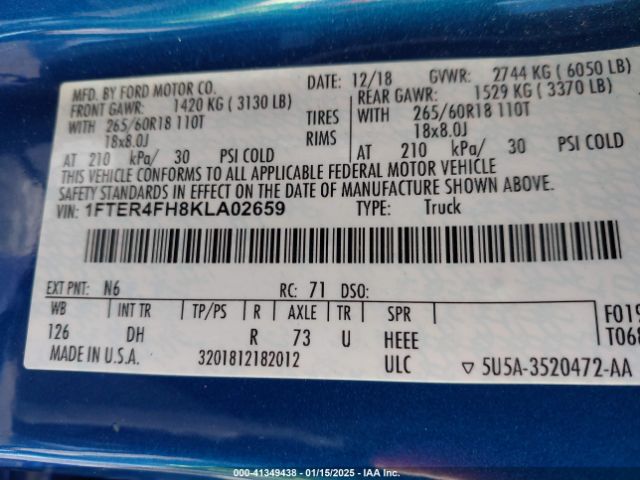 MFD. BY FORD MOTOR CO. DATE: 12/18 GVWR: 2744 KG ( 6050 LB)
FRONT GAWR: 1420 KG ( 3130 LB) REAR GAWR: 1529 KG ( 3370 LB)
WITH 265/60R18 110T TIRES WITH 265/60R18 110T
18x8.0J RIMS 18x8.0J
AT 210 kPa/ 30 PSI COLD AT 210 kPa/ 30 PSI COLD
THIS VEHICLE CONFORMS TO ALL APPLICABLE FEDERAL MOTOR VEHICLE
SAFETY STANDARDS IN EFFECT ON THE DATE OF MANUFACTURE SHOWN ABOVE.
VIN: 1FTER4FH8KLA02659 TYPE: Truck
EXT PNT: N6 RC: 71 DSO:
WB INT TR TP/PS R AXLE TR SPR
126 DH R 73 U HEEE
F019
T068
MADE IN U.S.A. 3201812182012 ULC ▽ 5U5A-3520472-AA
000-41349438 - 01/15/2025 - IAA Inc.